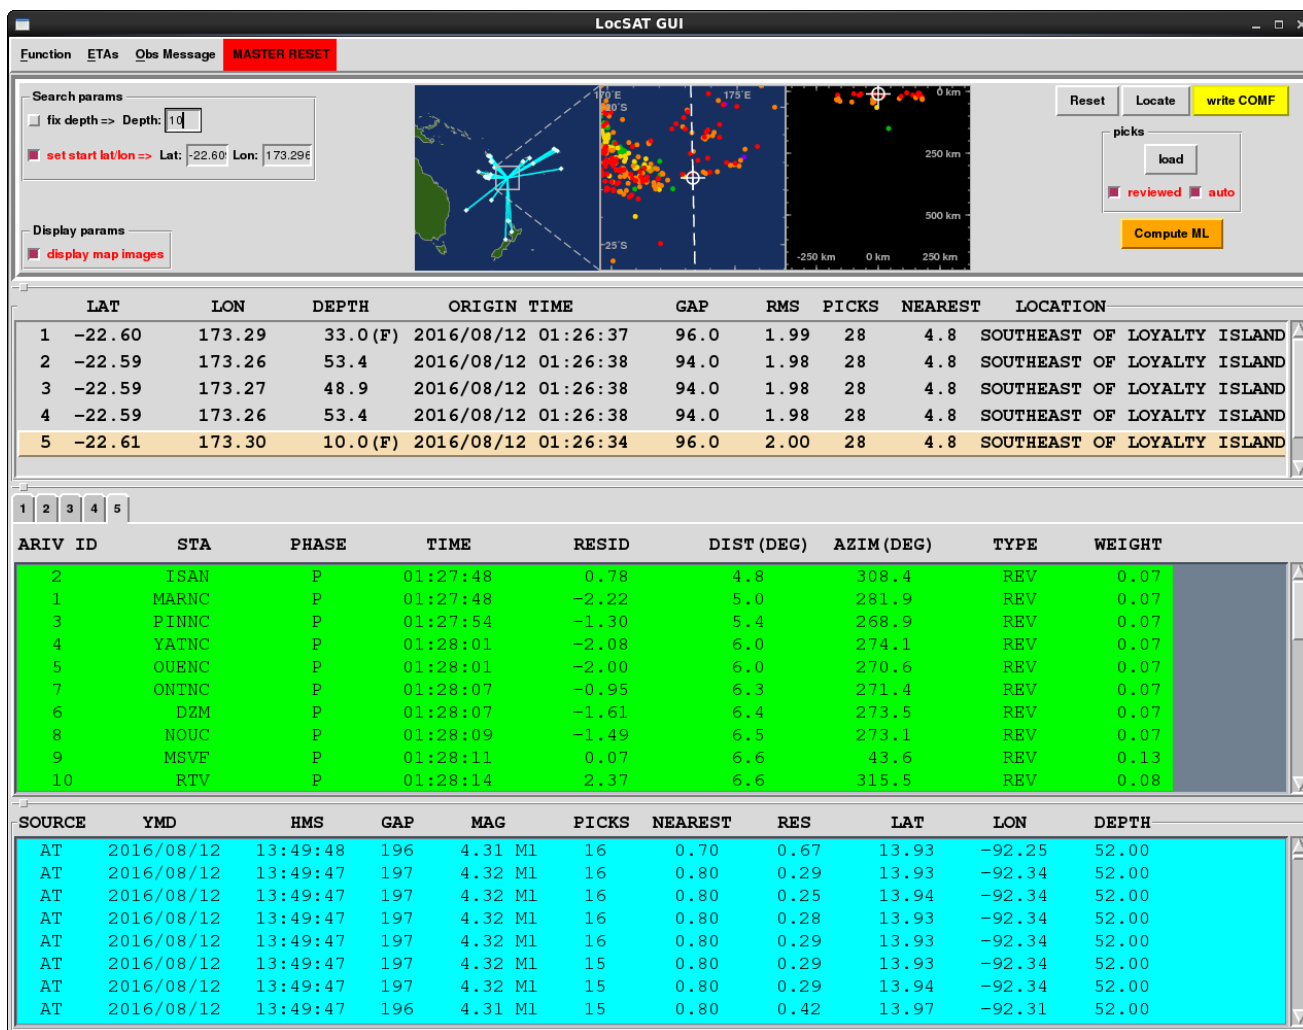 LocSAT GUI
Function ETAs Obs Message MASTER RESET
Search params
fix depth => Depth: 10
set start lat/lon => Lat: -22.60 Lon: 173.296
Display params
display map images
170°E 175°E
20°S
25°S
0 km
250 km
500 km
-250 km 0 km 250 km
Reset Locate write COMF
picks
load
reviewed auto
Compute ML
LAT LON DEPTH ORIGIN TIME GAP RMS PICKS NEAREST LOCATION
1 -22.60 173.29 33.0(F) 2016/08/12 01:26:37 96.0 1.99 28 4.8 SOUTHEAST OF LOYALTY ISLAND
2 -22.59 173.26 53.4 2016/08/12 01:26:38 94.0 1.98 28 4.8 SOUTHEAST OF LOYALTY ISLAND
3 -22.59 173.27 48.9 2016/08/12 01:26:38 94.0 1.98 28 4.8 SOUTHEAST OF LOYALTY ISLAND
4 -22.59 173.26 53.4 2016/08/12 01:26:38 94.0 1.98 28 4.8 SOUTHEAST OF LOYALTY ISLAND
5 -22.61 173.30 10.0(F) 2016/08/12 01:26:34 96.0 2.00 28 4.8 SOUTHEAST OF LOYALTY ISLAND
1 2 3 4 5
ARIV ID STA PHASE TIME RESID DIST(DEG) AZIM(DEG) TYPE WEIGHT
2 ISAN P 01:27:48 0.78 4.8 308.4 REV 0.07
1 MARNC P 01:27:48 -2.22 5.0 281.9 REV 0.07
3 PINNC P 01:27:54 -1.30 5.4 268.9 REV 0.07
4 YATNC P 01:28:01 -2.08 6.0 274.1 REV 0.07
5 OUENC P 01:28:01 -2.00 6.0 270.6 REV 0.07
7 ONTNC P 01:28:07 -0.95 6.3 271.4 REV 0.07
6 DZM P 01:28:07 -1.61 6.4 273.5 REV 0.07
8 NOUC P 01:28:09 -1.49 6.5 273.1 REV 0.07
9 MSVF P 01:28:11 0.07 6.6 43.6 REV 0.13
10 RTV P 01:28:14 2.37 6.6 315.5 REV 0.08
SOURCE YMD HMS GAP MAG PICKS NEAREST RES LAT LON DEPTH
AT 2016/08/12 13:49:48 196 4.31 Ml 16 0.70 0.67 13.93 -92.25 52.00
AT 2016/08/12 13:49:47 197 4.32 Ml 16 0.80 0.29 13.93 -92.34 52.00
AT 2016/08/12 13:49:47 197 4.32 Ml 16 0.80 0.25 13.94 -92.34 52.00
AT 2016/08/12 13:49:47 197 4.32 Ml 16 0.80 0.28 13.93 -92.34 52.00
AT 2016/08/12 13:49:47 197 4.32 Ml 16 0.80 0.29 13.93 -92.34 52.00
AT 2016/08/12 13:49:47 197 4.32 Ml 15 0.80 0.29 13.93 -92.34 52.00
AT 2016/08/12 13:49:47 197 4.32 Ml 15 0.80 0.29 13.94 -92.34 52.00
AT 2016/08/12 13:49:47 196 4.31 Ml 15 0.80 0.42 13.97 -92.31 52.00